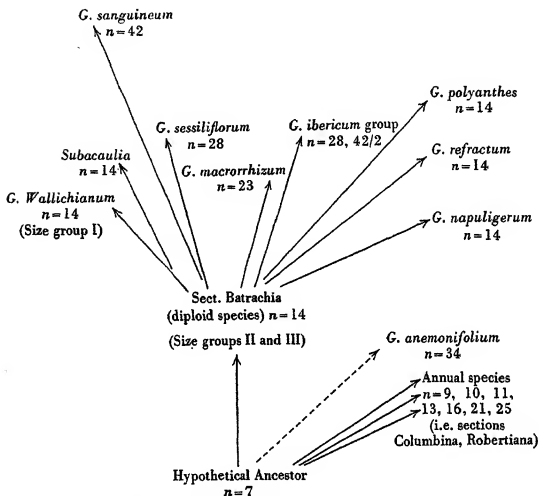 G. sanguineum
n=42
G. polyanthes
n=14
G. sessiliflorum
n=28
G. ibericum group
n=28, 42/2
Subacaulia
n=14
G. macrorrhizum
n=23
G. refractum
n=14
G. Wallichianum
n=14
(Size group I)
G. napuligerum
n=14
Sect. Batrachia
(diploid species) n=14
(Size groups II and III)
G. anemonifolium
n=34
Annual species
n=9, 10, 11,
13, 16, 21, 25
(i.e. sections
Columbina, Robertiana)
Hypothetical Ancestor
n=7